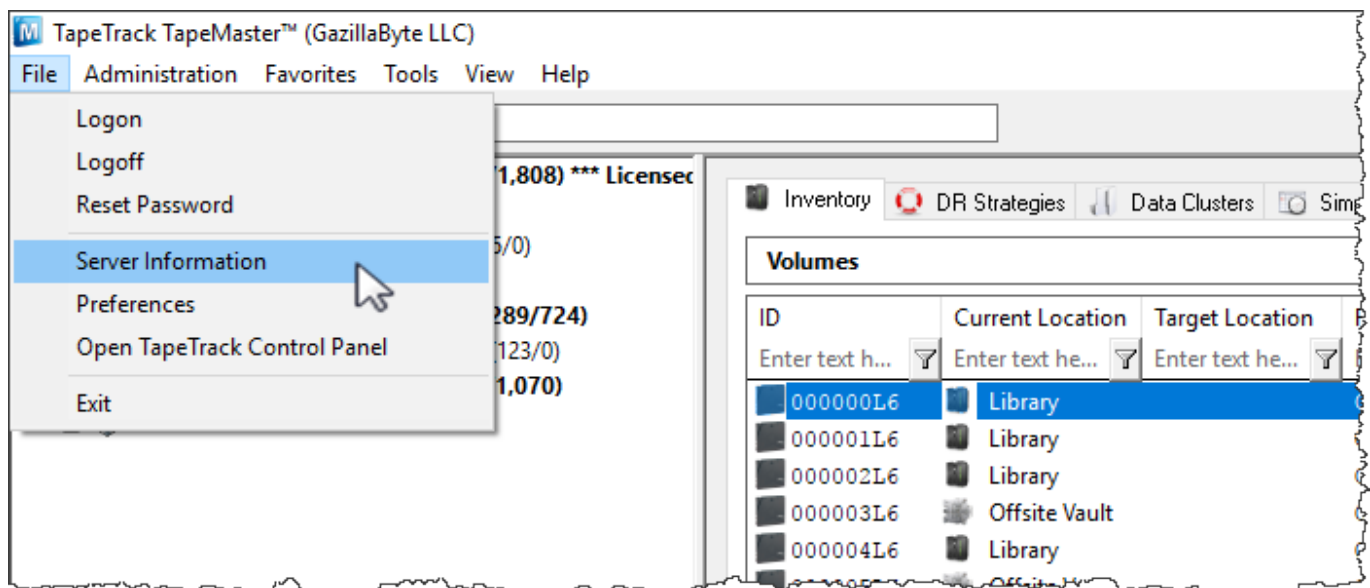 TapeTrack TapeMaster™ (GazillaByte LLC)
File Administration Favorites Tools View Help
Logon
Logoff
Reset Password
Server Information
Preferences
Open TapeTrack Control Panel
Exit
1,808) *** Licensed
5/0)
289/724)
(123/0)
1,070)
Inventory DR Strategies Data Clusters
Volumes
ID Current Location Target Location
Enter text h... Enter text he... Enter text he...
000000L6 Library
000001L6 Library
000002L6 Library
000003L6 Offsite Vault
000004L6 Library